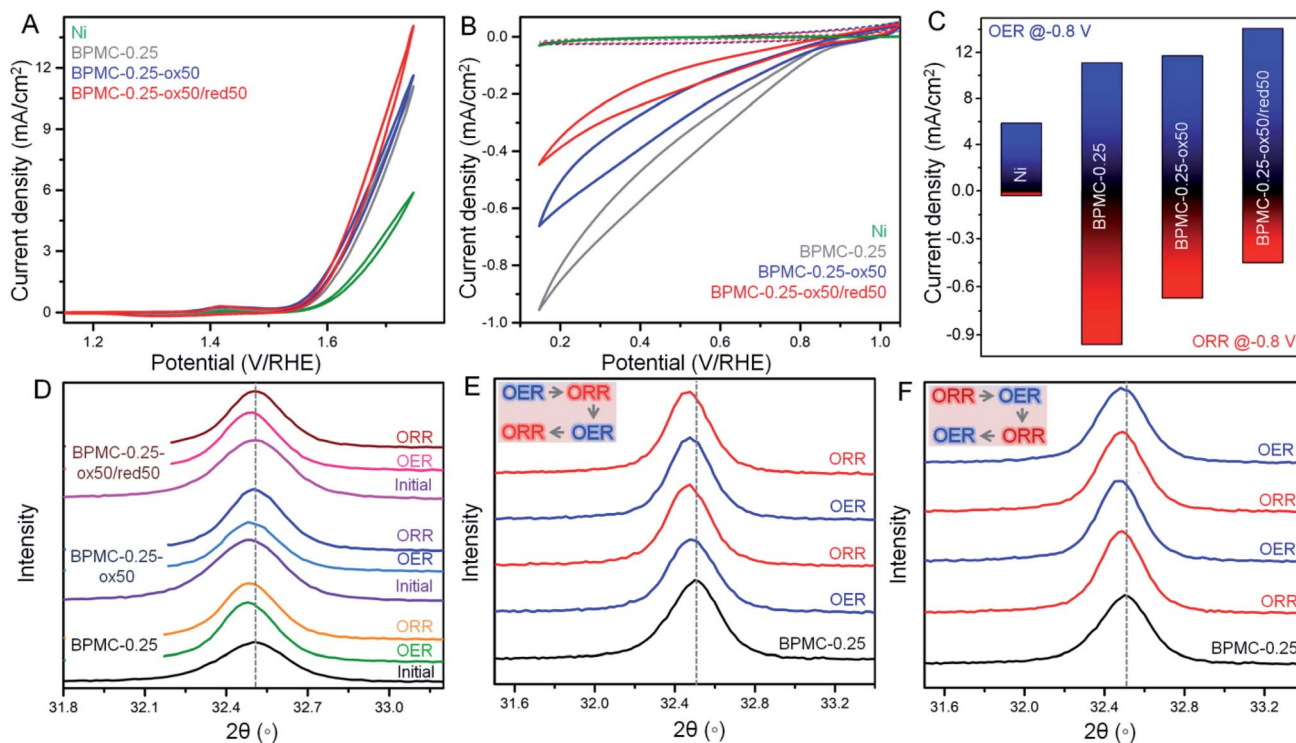 A
Ni
BPMC-0.25
BPMC-0.25-ox50
BPMC-0.25-ox50/red50
Current density (mA/cm²)
12
9
6
3
0
1.2
1.4
1.6
Potential (V/RHE)
B
Current density (mA/cm²)
0.0
-0.2
-0.4
-0.6
-0.8
-1.0
Ni
BPMC-0.25
BPMC-0.25-ox50
BPMC-0.25-ox50/red50
0.2
0.4
0.6
0.8
1.0
Potential (V/RHE)
C
OER @-0.8 V
Current density (mA/cm²)
12
8
4
0.0
-0.3
-0.6
-0.9
Ni
BPMC-0.25
BPMC-0.25-ox50
BPMC-0.25-ox50/red50
ORR @-0.8 V
D
Intensity
BPMC-0.25-
ox50/red50
ORR
OER
Initial
BPMC-0.25-
ox50
ORR
OER
Initial
BPMC-0.25
ORR
OER
Initial
31.8
32.1
32.4
32.7
33.0
2θ (°)
E
OER → ORR
↓
ORR ← OER
Intensity
ORR
OER
ORR
OER
BPMC-0.25
31.6
32.0
32.4
32.8
33.2
2θ (°)
F
ORR → OER
↓
OER ← ORR
Intensity
OER
ORR
OER
ORR
BPMC-0.25
31.6
32.0
32.4
32.8
33.2
2θ (°)